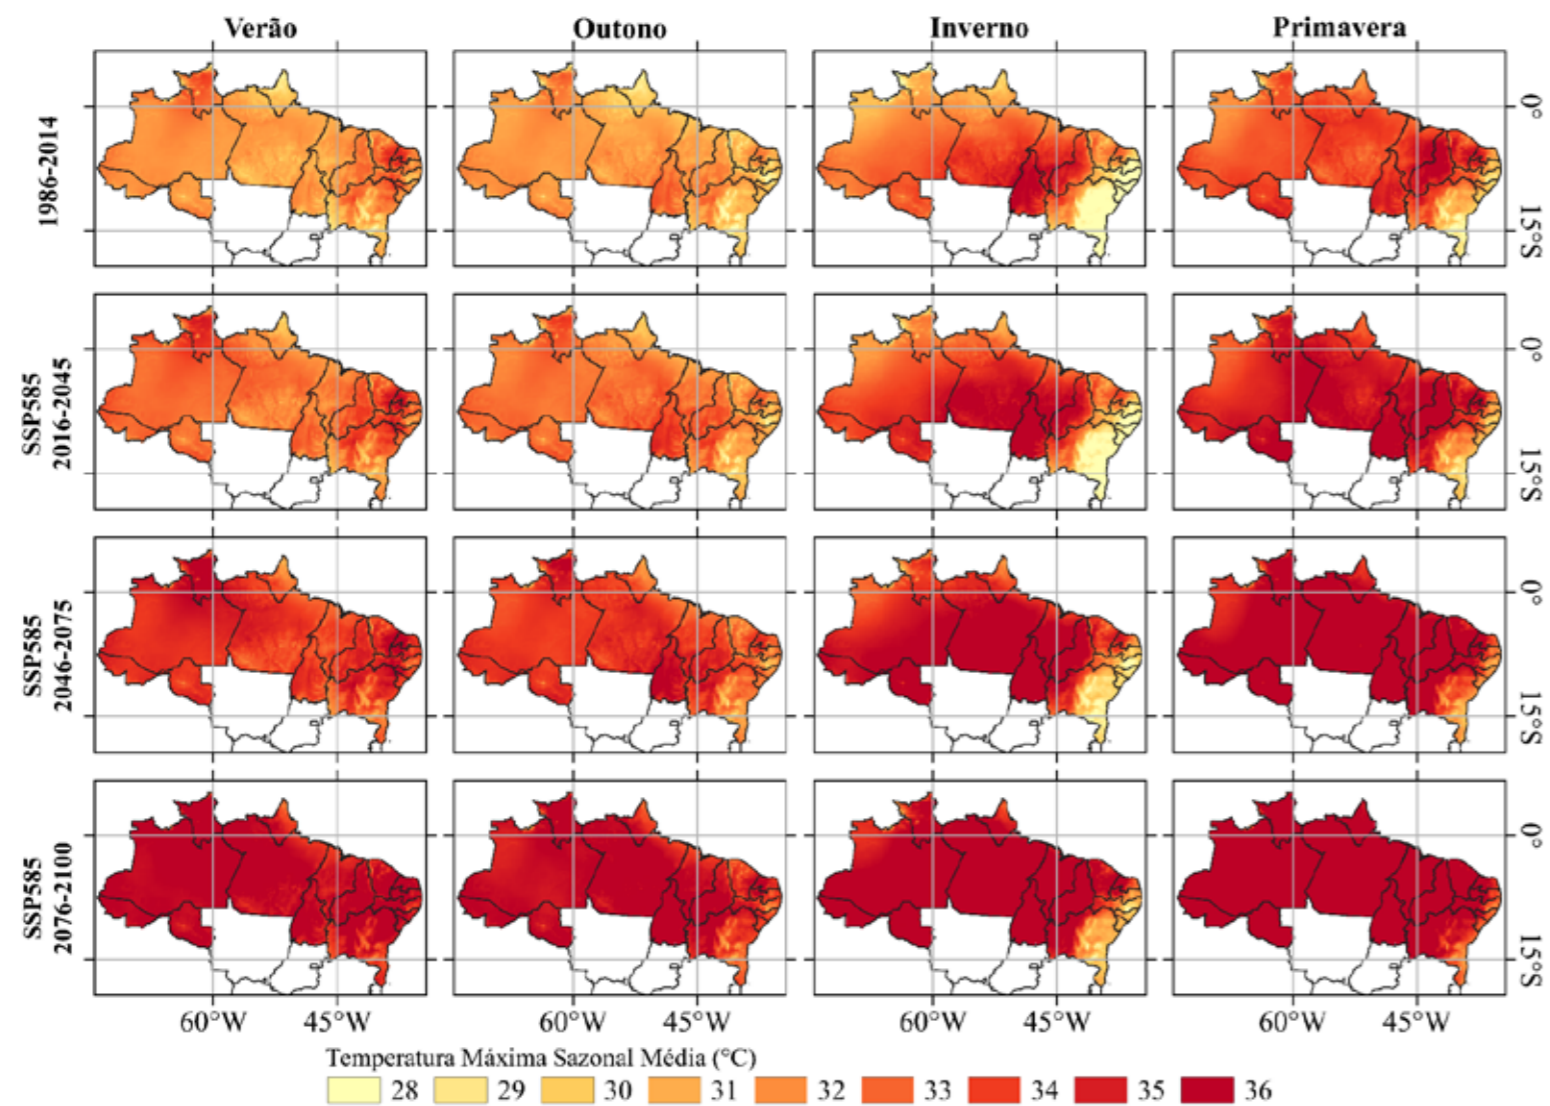 Verão Outono Inverno Primavera
1986-2014
0°
15°S
SSP585
2016-2045
0°
15°S
SSP585
2046-2075
0°
15°S
SSP585
2076-2100
0°
15°S
60°W 45°W 60°W 45°W 60°W 45°W 60°W 45°W
Temperatura Máxima Sazonal Média (°C)
28 29 30 31 32 33 34 35 36